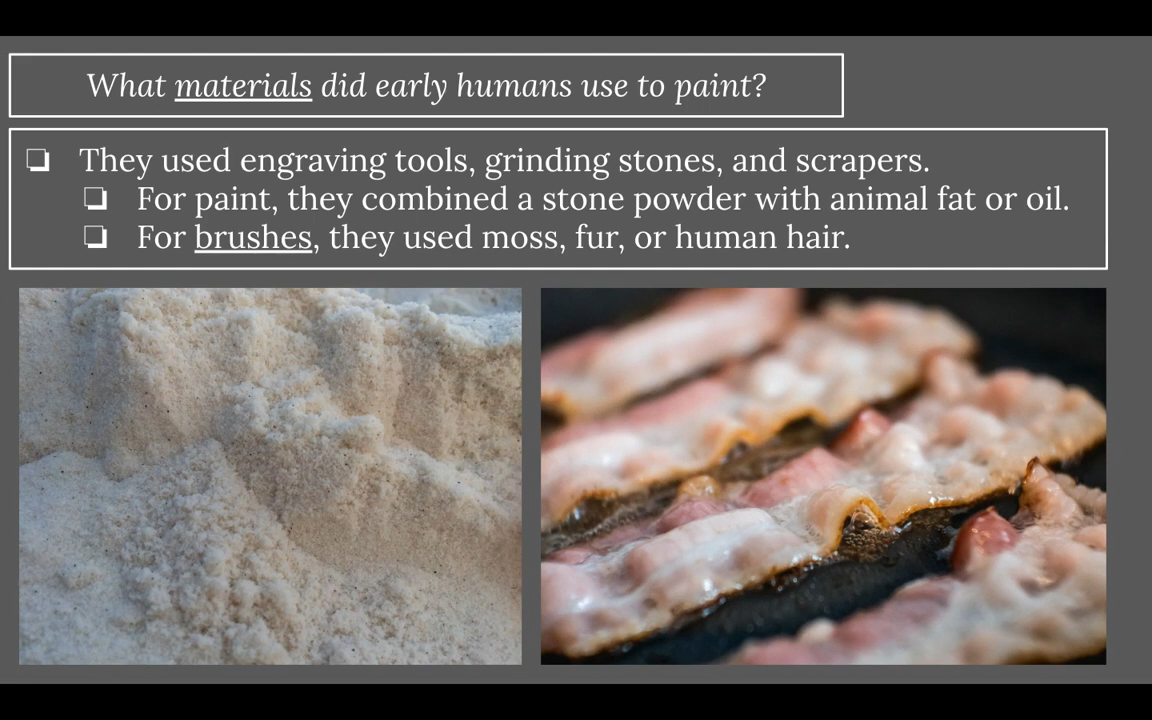 What materials did early humans use to paint?
❏ They used engraving tools, grinding stones, and scrapers.
❏ For paint, they combined a stone powder with animal fat or oil.
❏ For brushes, they used moss, fur, or human hair.